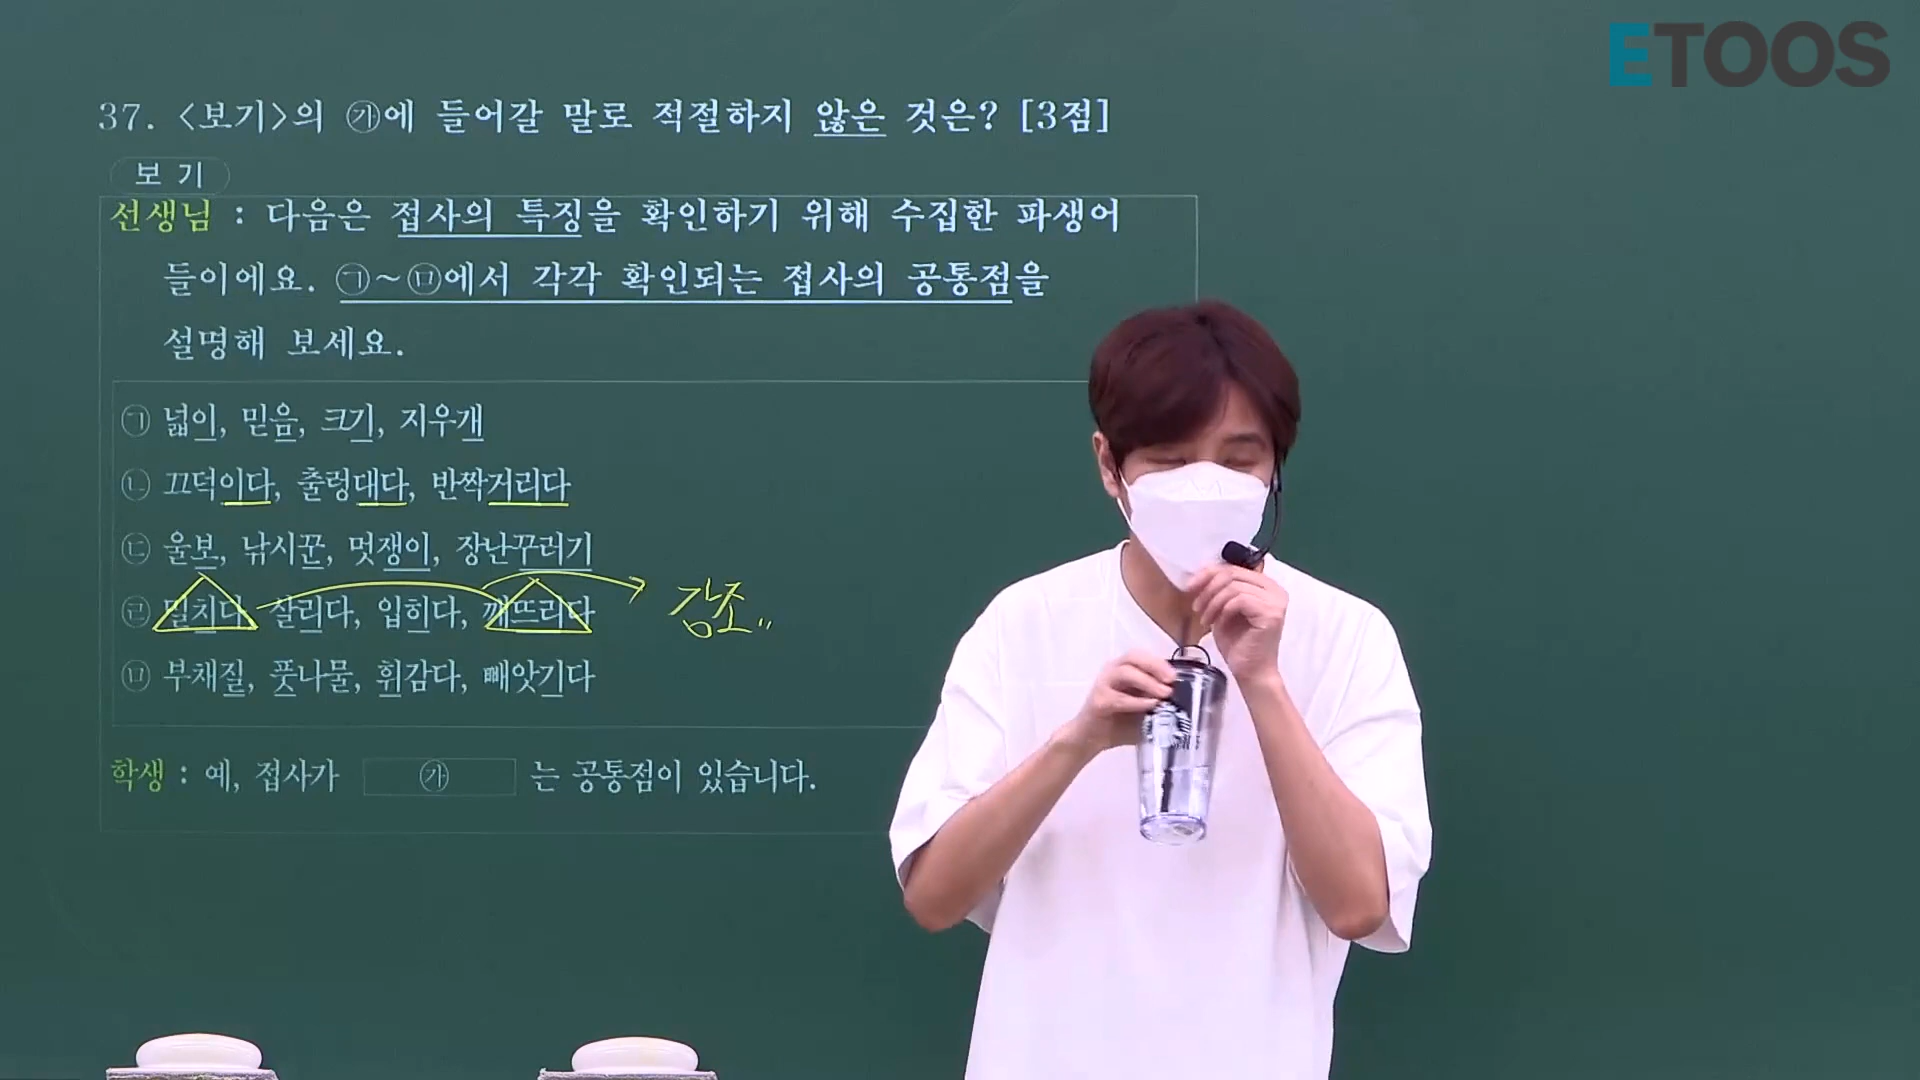 ETOOS
37. <보기>의 ㉮에 들어갈 말로 적절하지 않은 것은? [3점]
보 기
선생님 : 다음은 접사의 특징을 확인하기 위해 수집한 파생어
들이에요. ㉠~㉤에서 각각 확인되는 접사의 공통점을
설명해 보세요.
㉠ 넓이, 믿음, 크기, 지우개
㉡ 끄덕이다, 출렁대다, 반짝거리다
㉢ 울보, 낚시꾼, 멋쟁이, 장난꾸러기
㉣ 밀치다, 살리다, 입히다, 깨뜨리다 강조
㉤ 부채질, 풋나물, 휘감다, 빼앗기다
학생 : 예, 접사가 ㉮ 는 공통점이 있습니다.